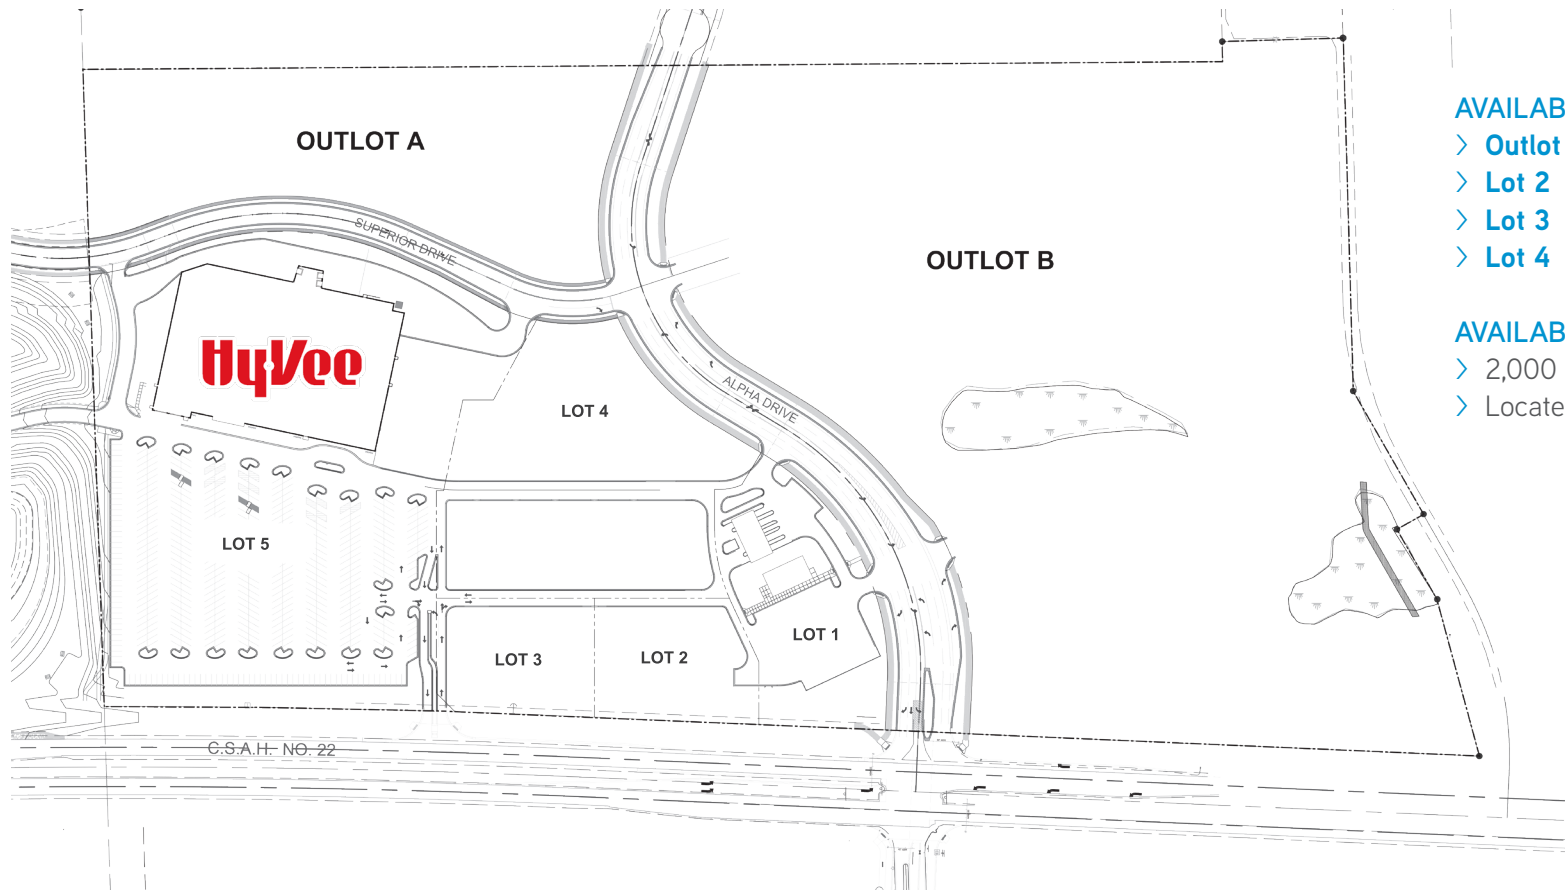 OUTLOT A
SUPERIOR DRIVE
OUTLOT B
HyVee
ALPHA DRIVE
LOT 4
LOT 5
LOT 1
LOT 3
LOT 2
C.S.A.H. NO. 22
AVAILAB
> Outlot
> Lot 2
> Lot 3
> Lot 4
AVAILAB
> 2,000
> Locate